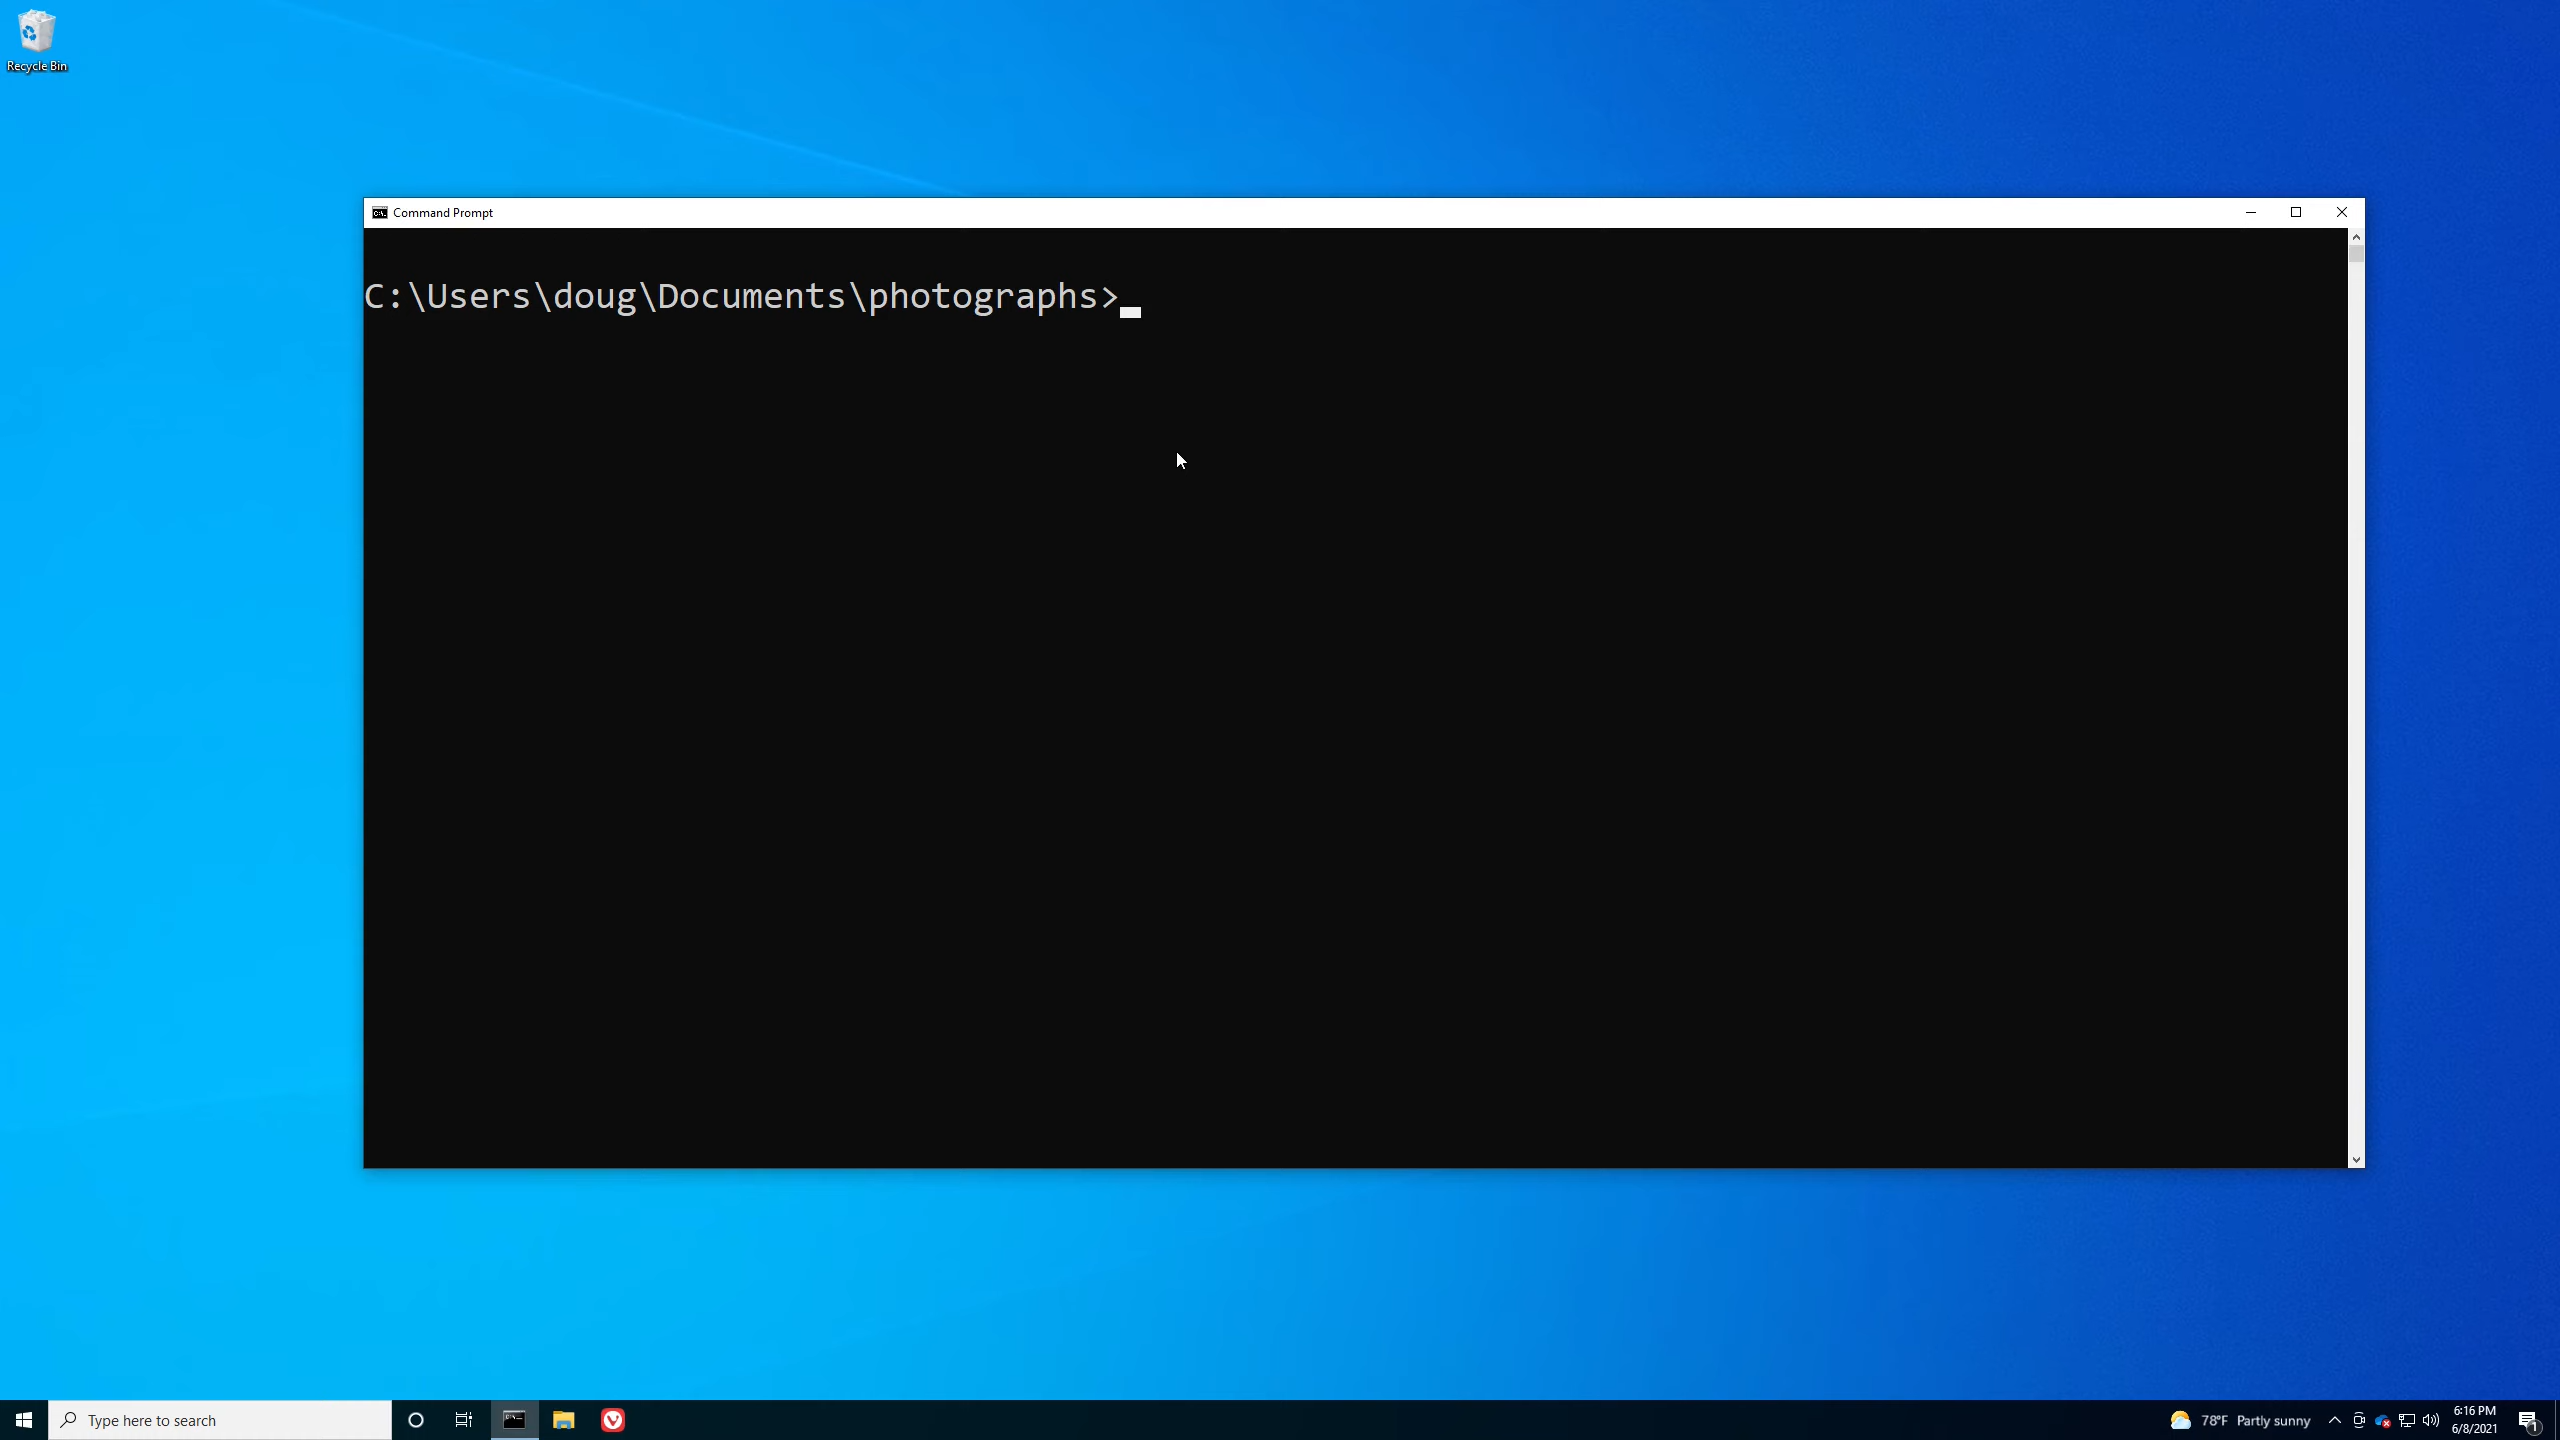 Recycle Bin
Command Prompt
C:\Users\doug\Documents\photographs>
Type here to search
78°F Partly sunny
6:16 PM
6/8/2021
1